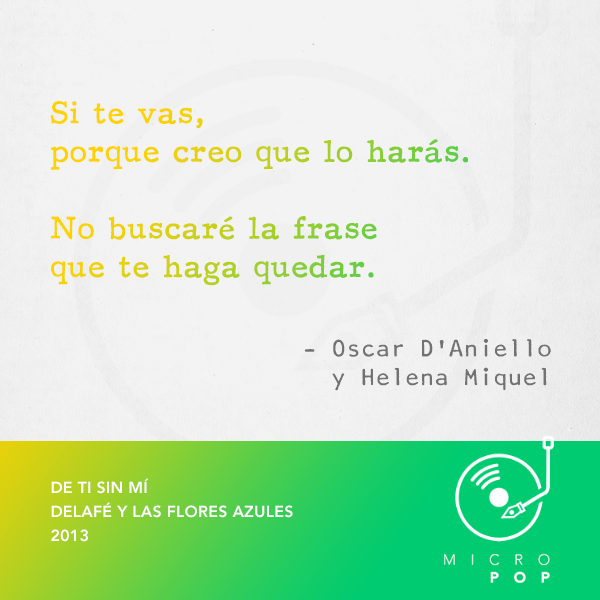 Si te vas,
porque creo que lo harás.
No buscaré la frase
que te haga quedar.
- Oscar D'Aniello
y Helena Miquel
DE TI SIN MÍ
DELAFÉ Y LAS FLORES AZULES
2013
MICRO
POP